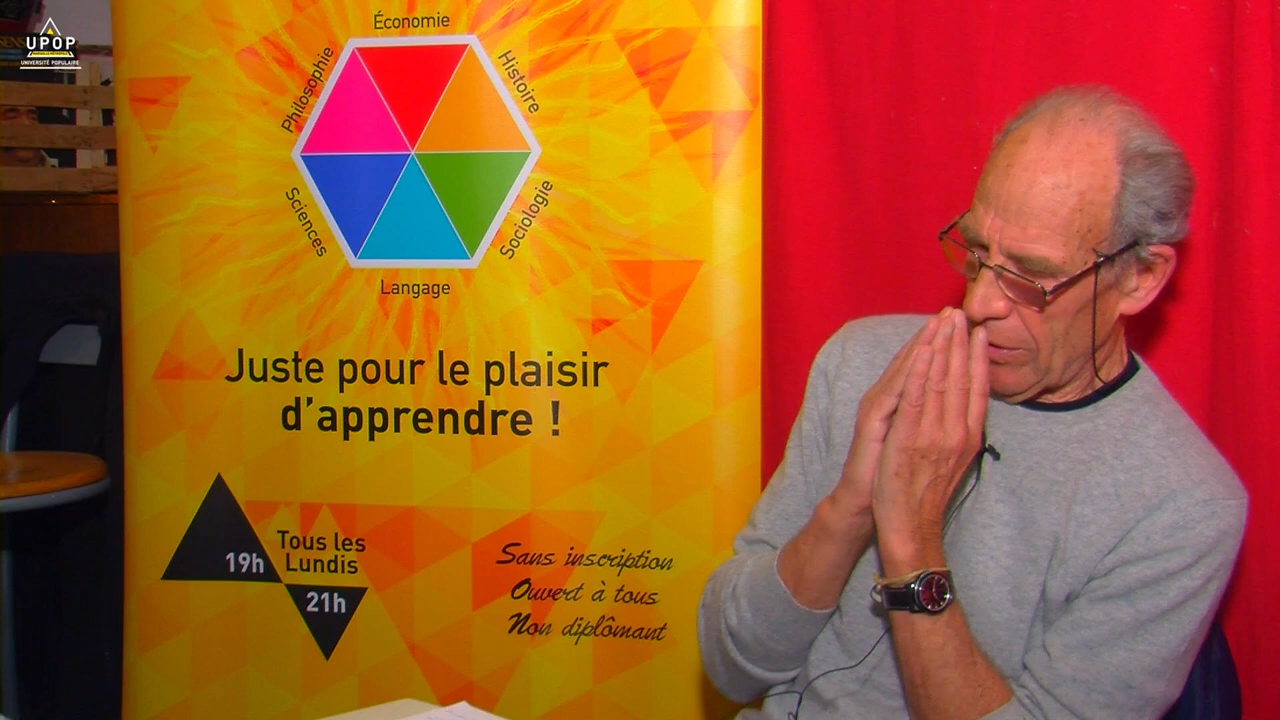 UPOP
UNIVERSITÉ POPULAIRE
Économie
Philosophie
Histoire
Sciences
Sociologie
Langage
Juste pour le plaisir
d'apprendre !
19h
Tous les
Lundis
21h
Sans inscription
Ouvert à tous
Non diplômant